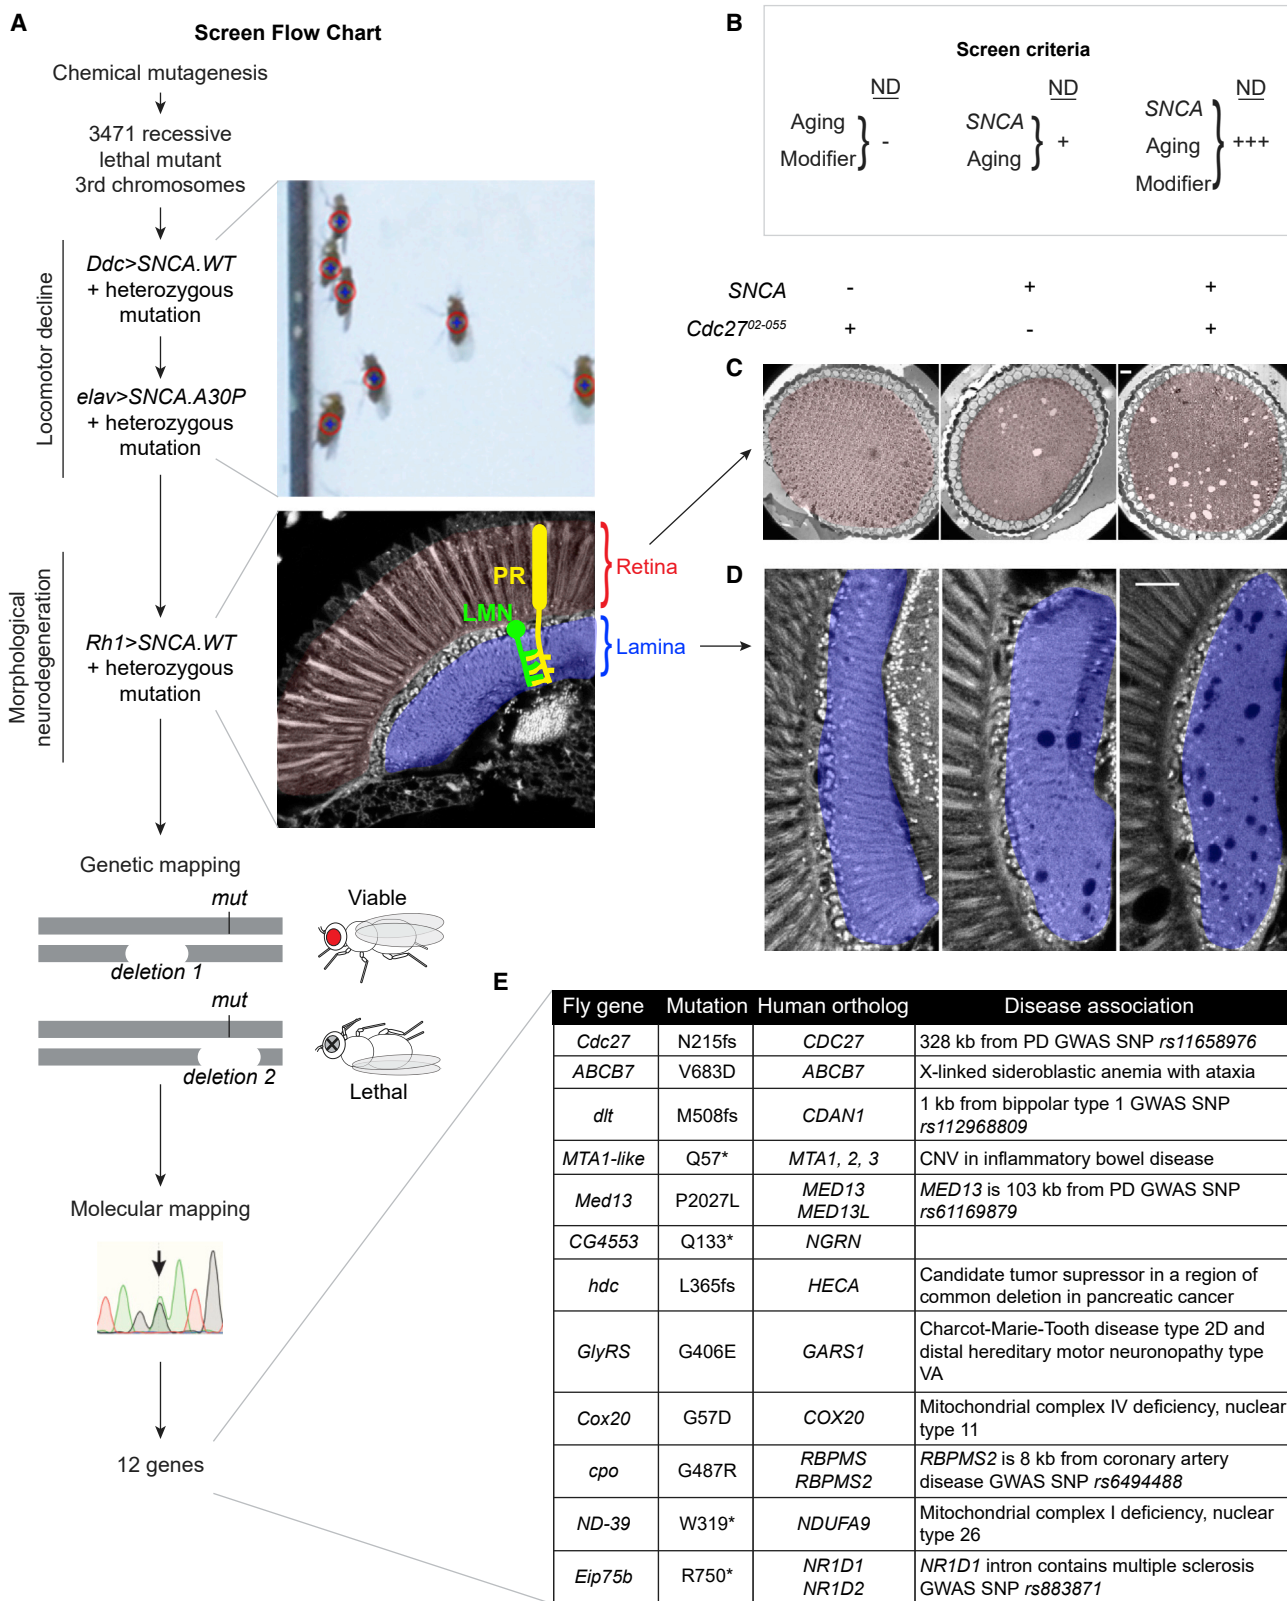 A
Screen Flow Chart
Chemical mutagenesis
3471 recessive
lethal mutant
3rd chromosomes
Locomotor decline
Ddc>SNCA.WT
+ heterozygous
mutation
elav>SNCA.A30P
+ heterozygous
mutation
Morphological
neurodegeneration
Rh1>SNCA.WT
+ heterozygous
mutation
PR
LMN
Retina
Lamina
Genetic mapping
mut
Viable
deletion 1
mut
deletion 2
Lethal
Molecular mapping
12 genes
B
Screen criteria
ND
Aging
Modifier
-
ND
SNCA
Aging
+
ND
SNCA
Aging
Modifier
+++
SNCA - + +
Cdc2702-055 + - +
C
D
E
Fly gene Mutation Human ortholog Disease association
Cdc27 N215fs CDC27 328 kb from PD GWAS SNP rs11658976
ABCB7 V683D ABCB7 X-linked sideroblastic anemia with ataxia
dlt M508fs CDAN1 1 kb from bippolar type 1 GWAS SNP
rs112968809
MTA1-like Q57* MTA1, 2, 3 CNV in inflammatory bowel disease
Med13 P2027L MED13 MED13 is 103 kb from PD GWAS SNP
MED13L rs61169879
CG4553 Q133* NGRN
hdc L365fs HECA Candidate tumor supressor in a region of
common deletion in pancreatic cancer
GlyRS G406E GARS1 Charcot-Marie-Tooth disease type 2D and
distal hereditary motor neuronopathy type
VA
Cox20 G57D COX20 Mitochondrial complex IV deficiency, nuclear
type 11
cpo G487R RBPMS RBPMS2 is 8 kb from coronary artery
RBPMS2 disease GWAS SNP rs6494488
ND-39 W319* NDUFA9 Mitochondrial complex I deficiency, nuclear
type 26
Eip75b R750* NR1D1 NR1D1 intron contains multiple sclerosis
NR1D2 GWAS SNP rs883871